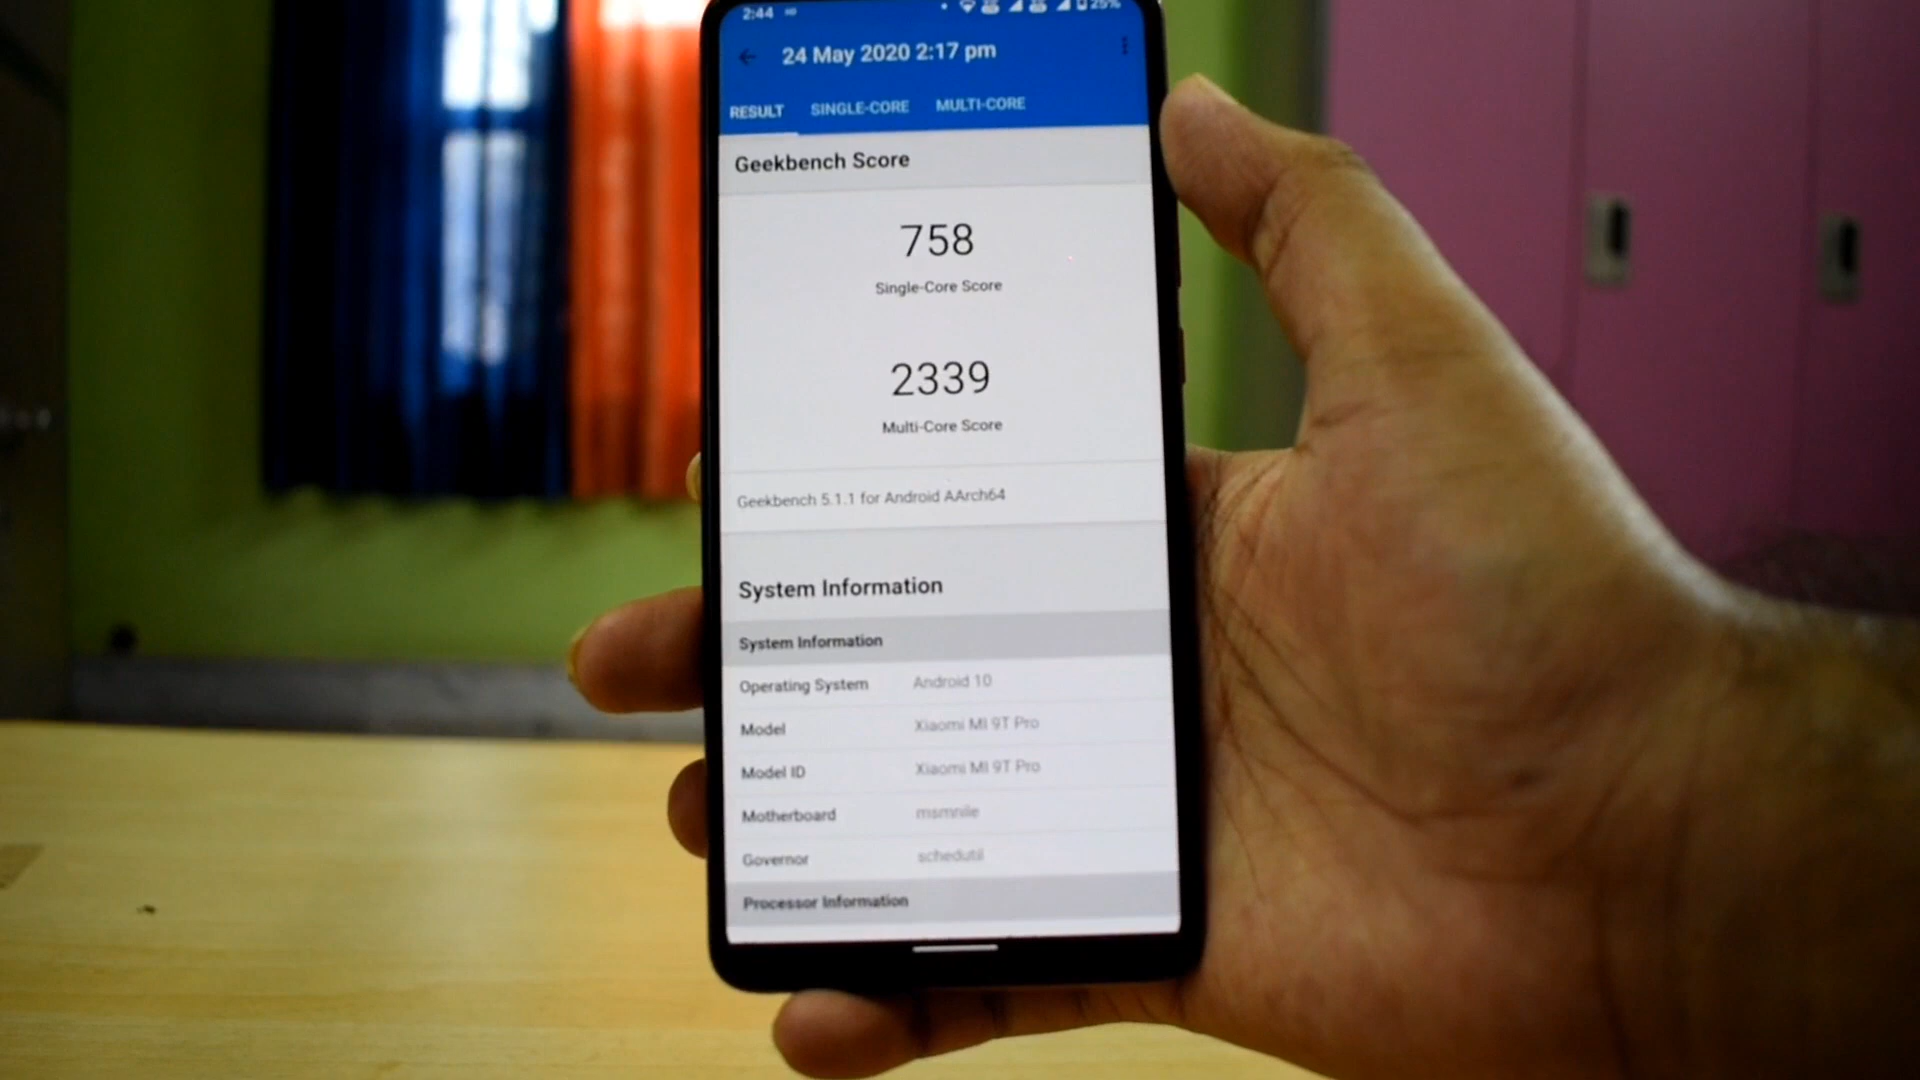 2:44 HD 25%
24 May 2020 2:17 pm
RESULT SINGLE-CORE MULTI-CORE
Geekbench Score
758
Single-Core Score
2339
Multi-Core Score
Geekbench 5.1.1 for Android AArch64
System Information
System Information
Operating System Android 10
Model Xiaomi MI 9T Pro
Model ID Xiaomi MI 9T Pro
Motherboard msmnile
Governor schedutil
Processor Information